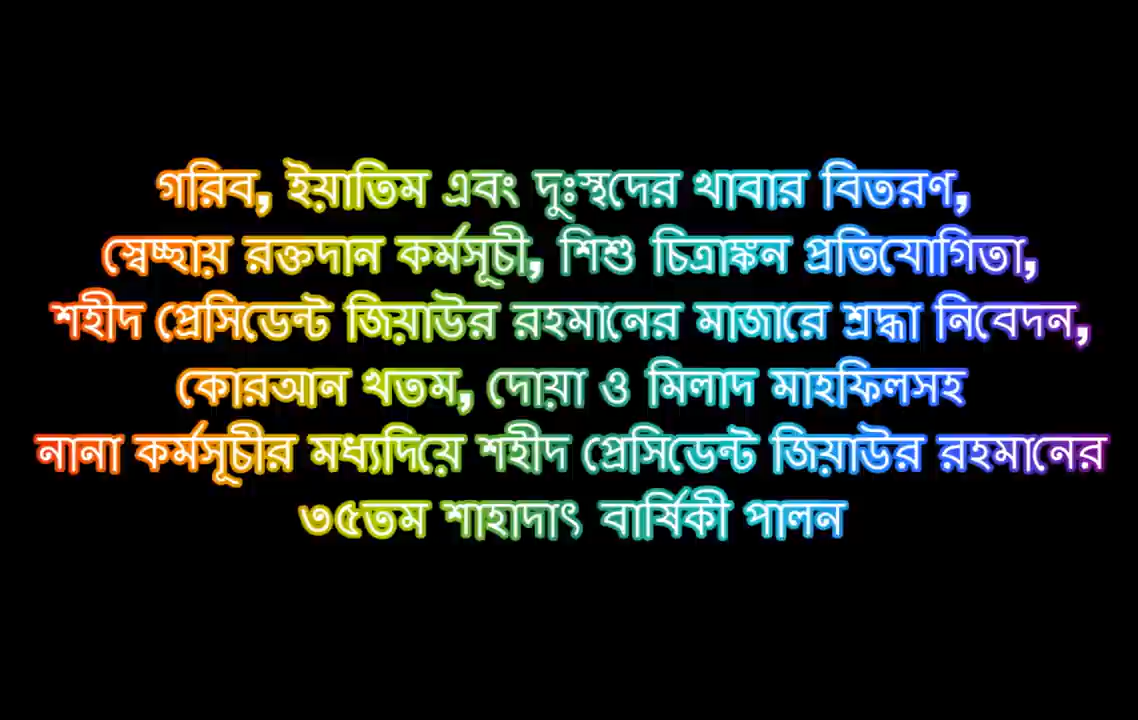 গরিব, ইয়াতিম এবং দুঃস্থদের খাবার বিতরণ,
স্বেচ্ছায় রক্তদান কর্মসূচী, শিশু চিত্রাঙ্কন প্রতিযোগিতা,
শহীদ প্রেসিডেন্ট জিয়াউর রহমানের মাজারে শ্রদ্ধা নিবেদন,
কোরআন খতম, দোয়া ও মিলাদ মাহফিলসহ
নানা কর্মসূচীর মধ্যদিয়ে শহীদ প্রেসিডেন্ট জিয়াউর রহমানের
৩৫তম শাহাদাৎ বার্ষিকী পালন